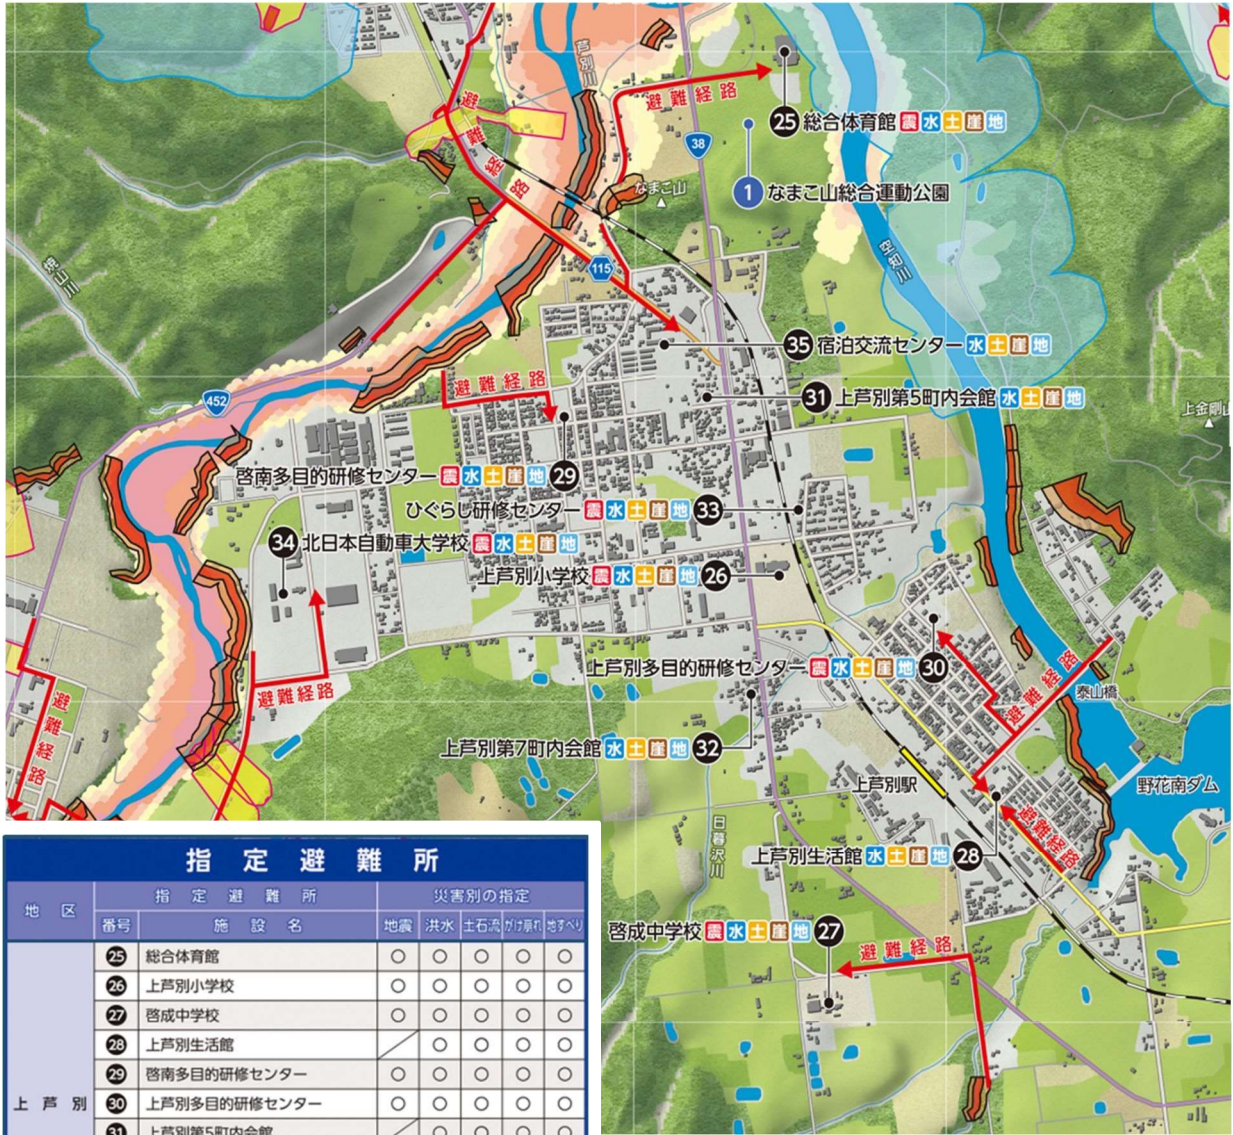 芦別川
避難経路
避難経路
38
25 総合体育館 震 水 土 崖 地
なまこ山
1 なまこ山総合運動公園
焼山川
空知川
115
35 宿泊交流センター 水 土 崖 地
452
避難経路
31 上芦別第5町内会館 水 土 崖 地
上金剛山
啓南多目的研修センター 震 水 土 崖 地 29
ひぐらし研修センター 震 水 土 崖 地 33
34 北日本自動車大学校 震 水 土 崖 地
上芦別小学校 震 水 土 崖 地 26
上芦別多目的研修センター 震 水 土 崖 地 30
避難経路
泰山橋
避難経路
避難経路
上芦別第7町内会館 水 土 崖 地 32
上芦別駅
野花南ダム
避難経路
日暮沢川
上芦別生活館 水 土 崖 地 28
啓成中学校 震 水 土 崖 地 27
避難経路
指定避難所
地区 指定避難所 災害別の指定
番号 施設名 地震 洪水 土石流 がけ崩れ 地すべり
25 総合体育館 ○ ○ ○ ○ ○
26 上芦別小学校 ○ ○ ○ ○ ○
27 啓成中学校 ○ ○ ○ ○ ○
28 上芦別生活館 ○ ○ ○ ○
29 啓南多目的研修センター ○ ○ ○ ○ ○
上芦別 30 上芦別多目的研修センター ○ ○ ○ ○ ○
31 上芦別第5町内会館 ○ ○ ○ ○